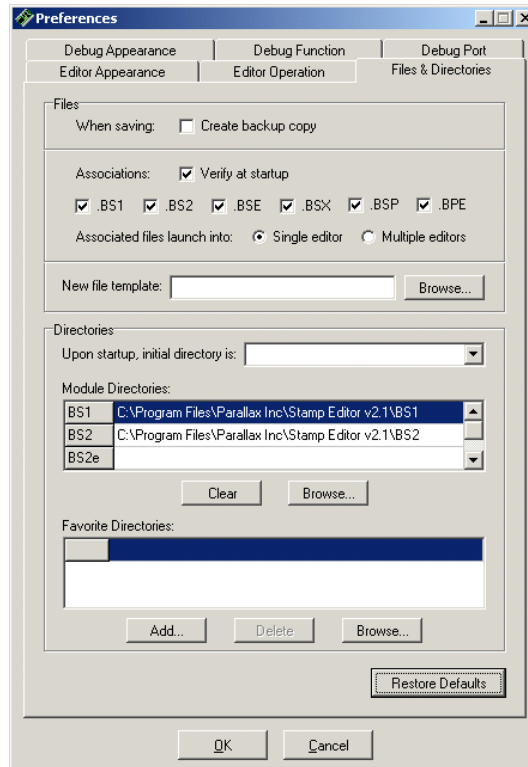 Preferences
Debug Appearance Debug Function Debug Port
Editor Appearance Editor Operation Files & Directories
Files
When saving: Create backup copy
Associations: Verify at startup
.BS1 .BS2 .BSE .BSX .BSP .BPE
Associated files launch into: Single editor Multiple editors
New file template: Browse...
Directories
Upon startup, initial directory is:
Module Directories:
BS1 C:\Program Files\Parallax Inc\Stamp Editor v2.1\BS1
BS2 C:\Program Files\Parallax Inc\Stamp Editor v2.1\BS2
BS2e
Clear Browse...
Favorite Directories:
Add... Delete Browse...
Restore Defaults
OK Cancel